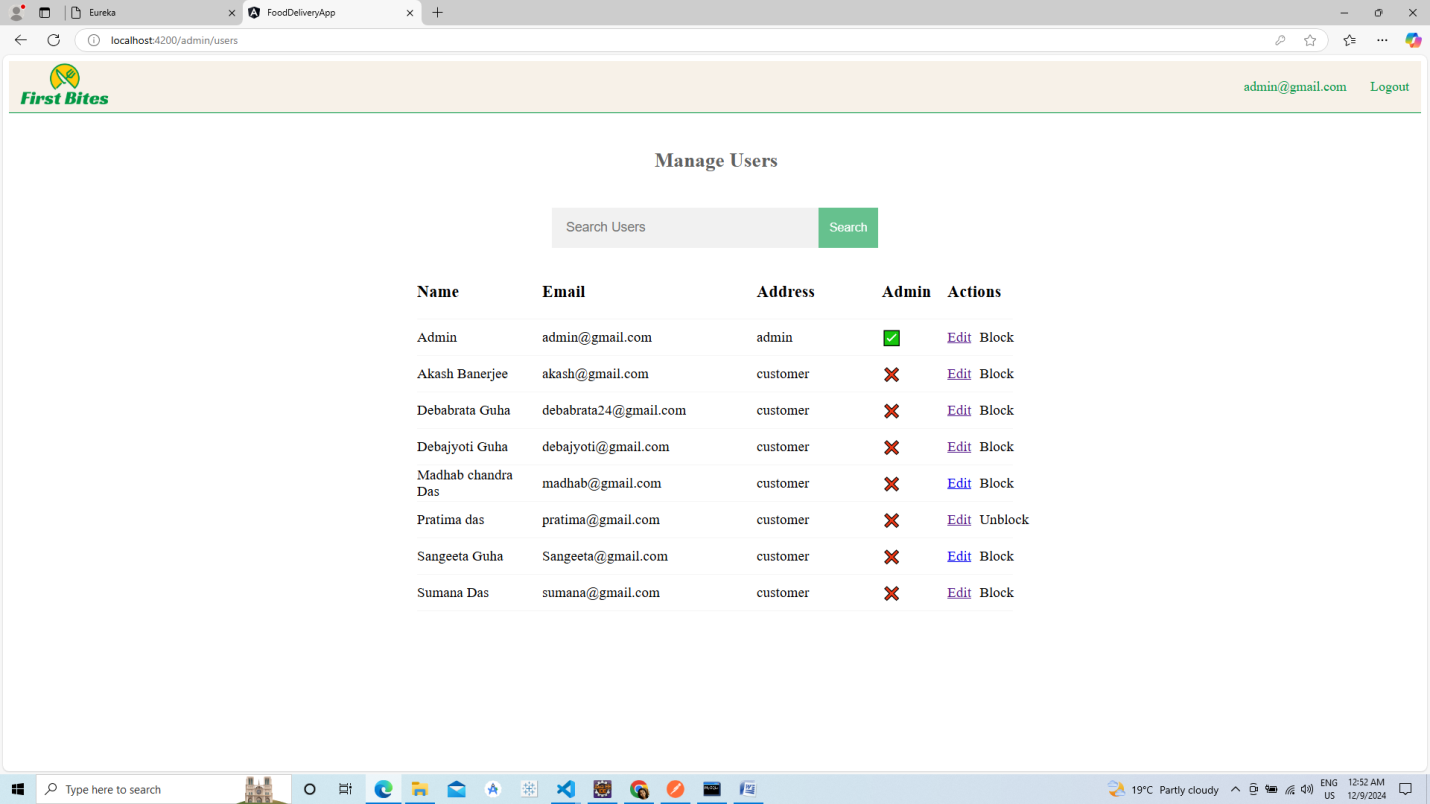 Eureka
FoodDeliveryApp
localhost:4200/admin/users
First Bites
admin@gmail.com Logout
Manage Users
Search Users Search
Name Email Address Admin Actions
Admin admin@gmail.com admin Edit Block
Akash Banerjee akash@gmail.com customer Edit Block
Debabrata Guha debabrata24@gmail.com customer Edit Block
Debajyoti Guha debajyoti@gmail.com customer Edit Block
Madhab chandra
Das madhab@gmail.com customer Edit Block
Pratima das pratima@gmail.com customer Edit Unblock
Sangeeta Guha Sangeeta@gmail.com customer Edit Block
Sumana Das sumana@gmail.com customer Edit Block
Type here to search
19°C Partly cloudy
ENG
US
12:52 AM
12/9/2024